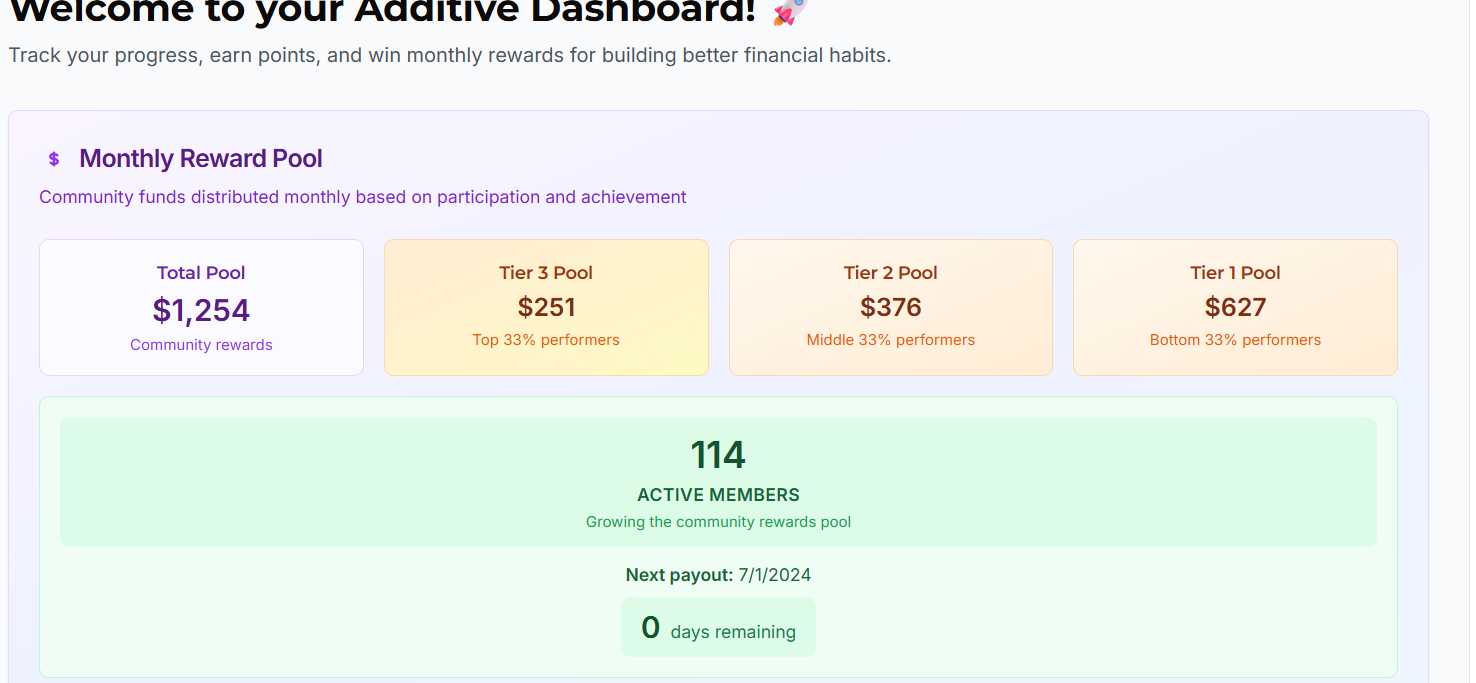 Welcome to your Additive Dashboard! 🚀
Track your progress, earn points, and win monthly rewards for building better financial habits.
$ Monthly Reward Pool
Community funds distributed monthly based on participation and achievement
Total Pool
$1,254
Community rewards
Tier 3 Pool
$251
Top 33% performers
Tier 2 Pool
$376
Middle 33% performers
Tier 1 Pool
$627
Bottom 33% performers
114
ACTIVE MEMBERS
Growing the community rewards pool
Next payout: 7/1/2024
0 days remaining